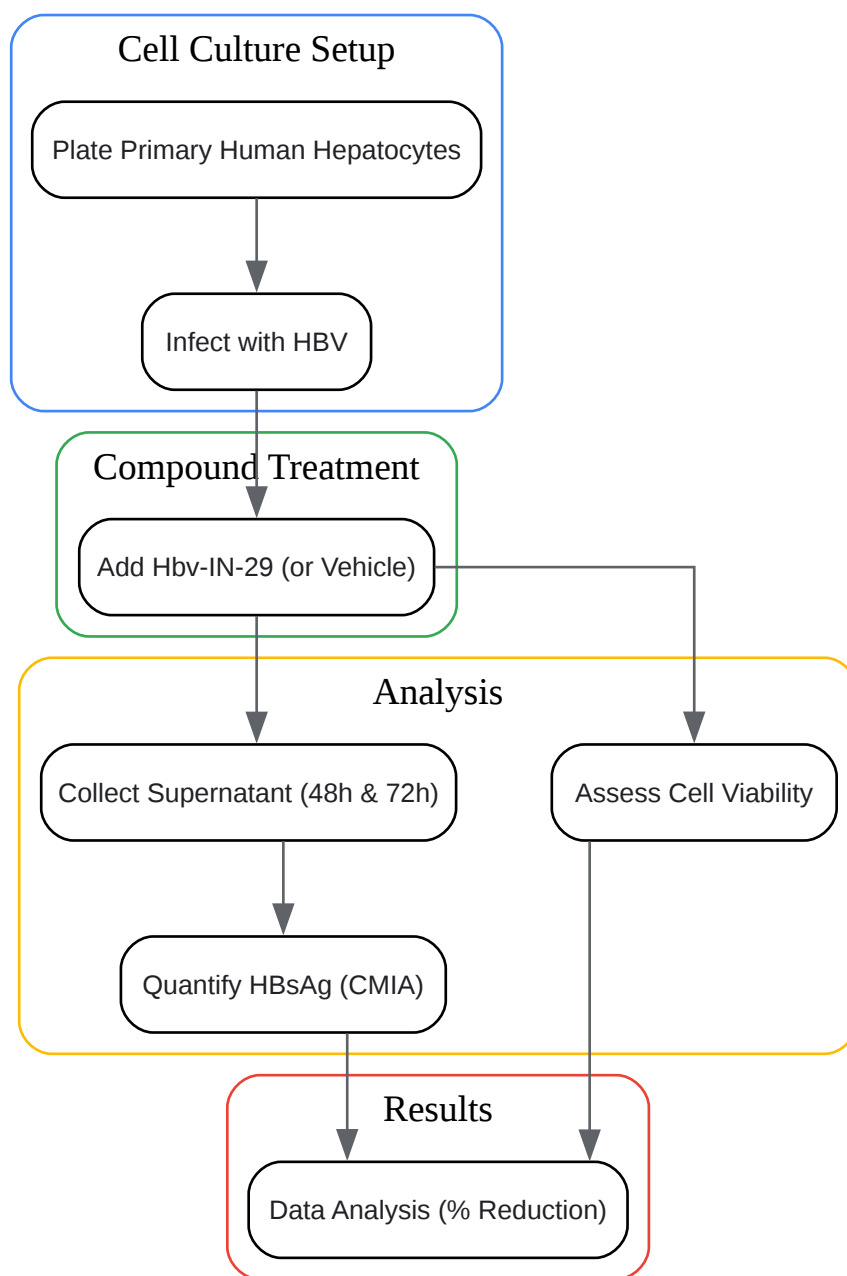 Cell Culture Setup
Plate Primary Human Hepatocytes
Infect with HBV
Compound Treatment
Add Hbv-IN-29 (or Vehicle)
Analysis
Collect Supernatant (48h & 72h)
Assess Cell Viability
Quantify HBsAg (CMIA)
Results
Data Analysis (% Reduction)